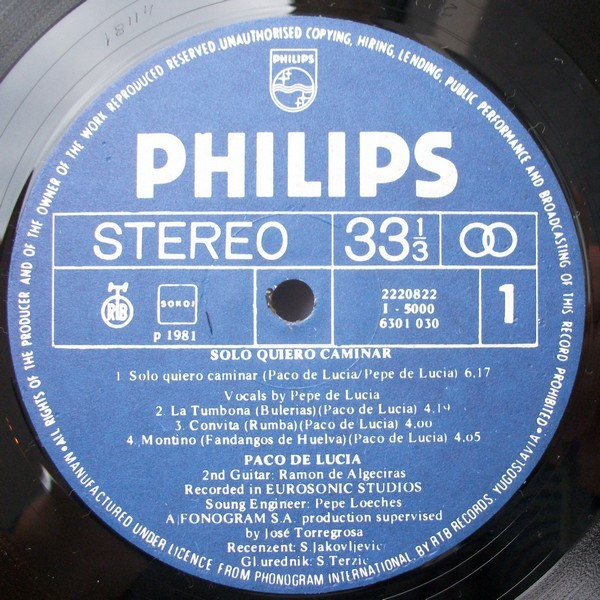 ALL RIGHTS OF THE PRODUCER AND OF THE OWNER OF THE WORK REPRODUCED RESERVED. UNAUTHORISED COPYING, HIRING, LENDING, PUBLIC PERFORMANCE AND BROADCASTING OF THIS RECORD PROHIBITED •
PHILIPS
PHILIPS
STEREO
33 1/3
RTB
SOKOJ
p 1981
2220822
I - 5000
6301 030
1
SOLO QUIERO CAMINAR
1 Solo quiero caminar (Paco de Lucia/Pepe de Lucia) 6.17
Vocals by Pepe de Lucia
2. La Tumbona (Bulerias)(Paco de Lucia) 4.19
3. Convita (Rumba)(Paco de Lucia) 4.00
4. Montino (Fandangos de Huelva)(Paco de Lucia) 4.05
PACO DE LUCIA
2nd Guitar: Ramon de Algeciras
Recorded in EUROSONIC STUDIOS
Soung Engineer: Pepe Loeches
A FONOGRAM S.A. production supervised
by José Torregrosa
Recenzent: S.Jakovljević
Gl urednik: S Terzić
• MANUFACTURED UNDER LICENCE FROM PHONOGRAM INTERNATIONAL. BY RTB RECORDS, YUGOSLAVIA •